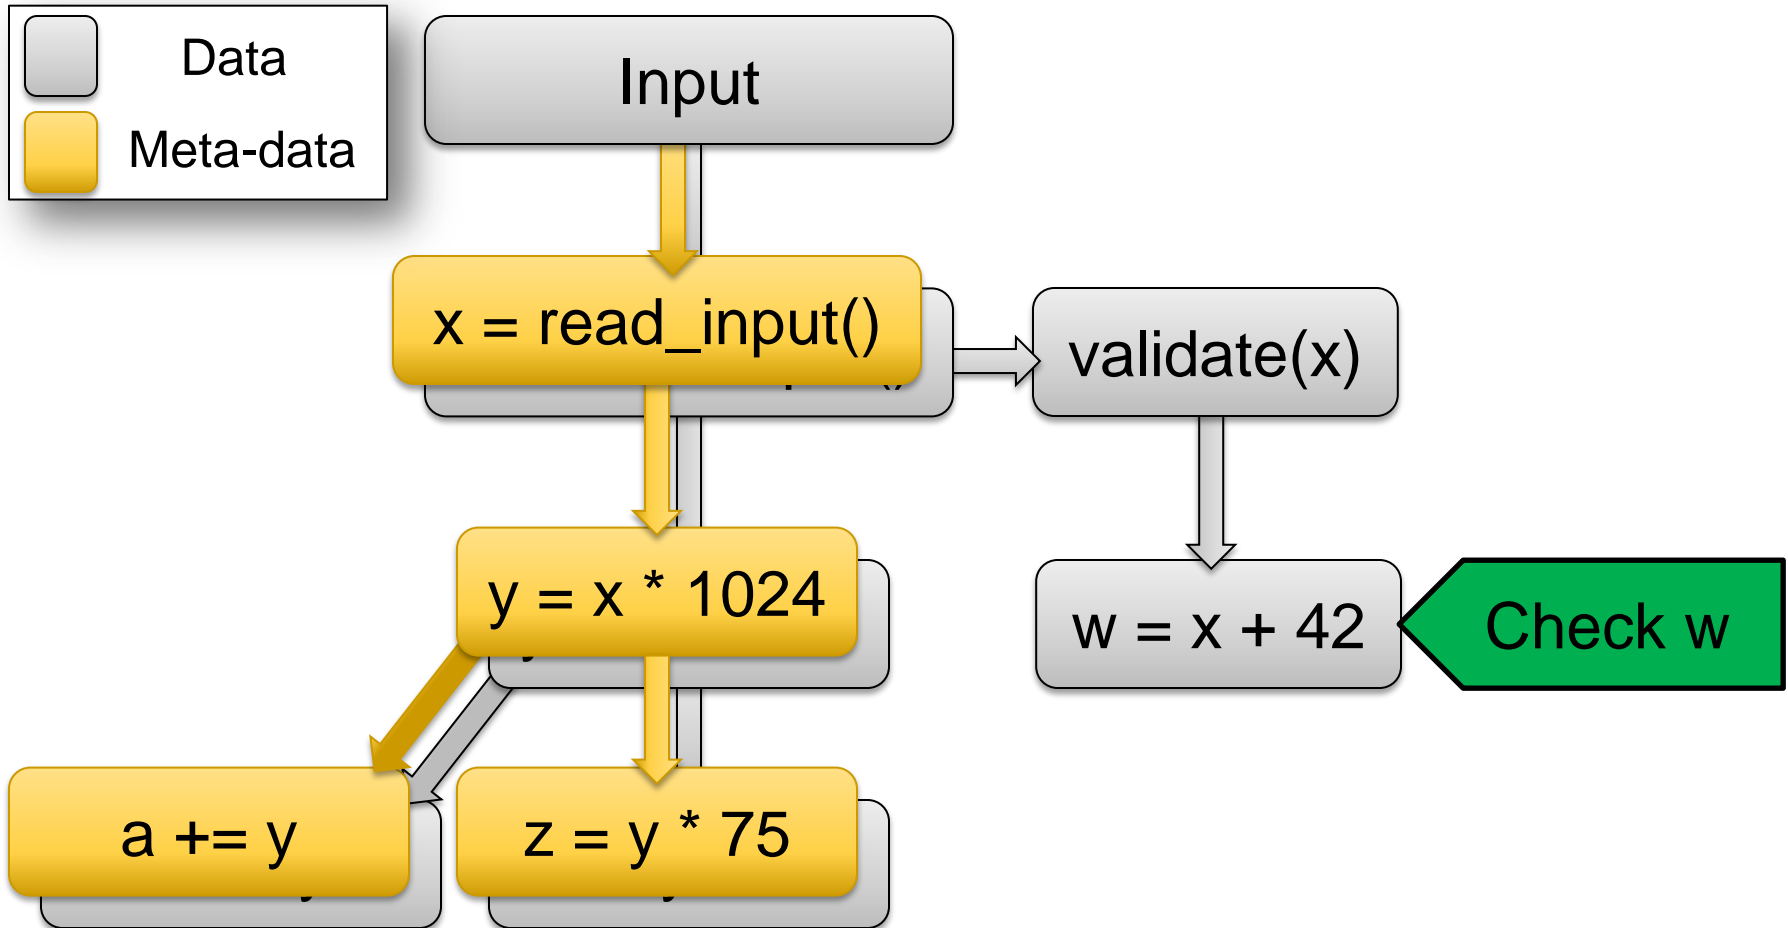 Data
Meta-data
Input
x = read_input()
validate(x)
y = x * 1024
w = x + 42
Check w
a += y
z = y * 75